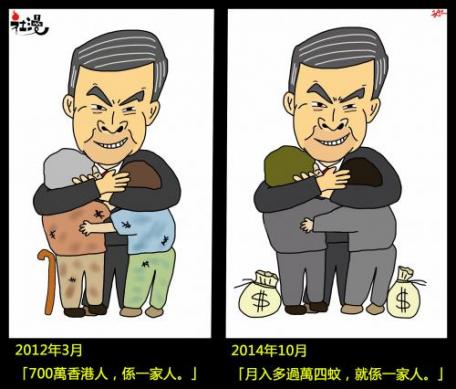 社漫
2012年3月
「700萬香港人，係一家人。」
$
$
2014年10月
「月入多過萬四蚊，就係一家人。」